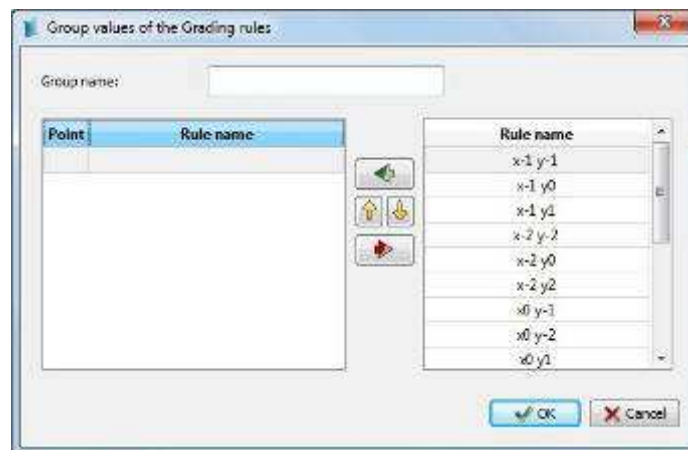 Group values of the Grading rules
Group name:
Point Rule name
Rule name
x-1 y-1
x-1 y0
x-1 y1
x-2 y-2
x-2 y0
x-2 y2
x0 y-1
x0 y-2
x0 y1
OK Cancel